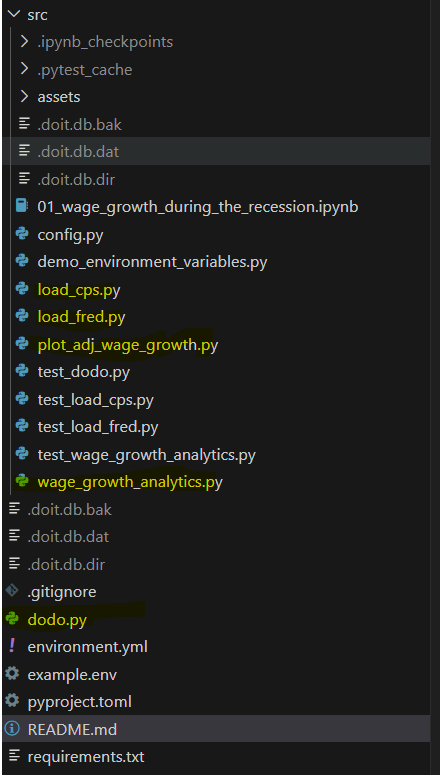 src
.ipynb_checkpoints
.pytest_cache
assets
.doit.db.bak
.doit.db.dat
.doit.db.dir
01_wage_growth_during_the_recession.ipynb
config.py
demo_environment_variables.py
load_cps.py
load_fred.py
plot_adj_wage_growth.py
test_dodo.py
test_load_cps.py
test_load_fred.py
test_wage_growth_analytics.py
wage_growth_analytics.py
.doit.db.bak
.doit.db.dat
.doit.db.dir
.gitignore
dodo.py
! environment.yml
example.env
pyproject.toml
README.md
requirements.txt